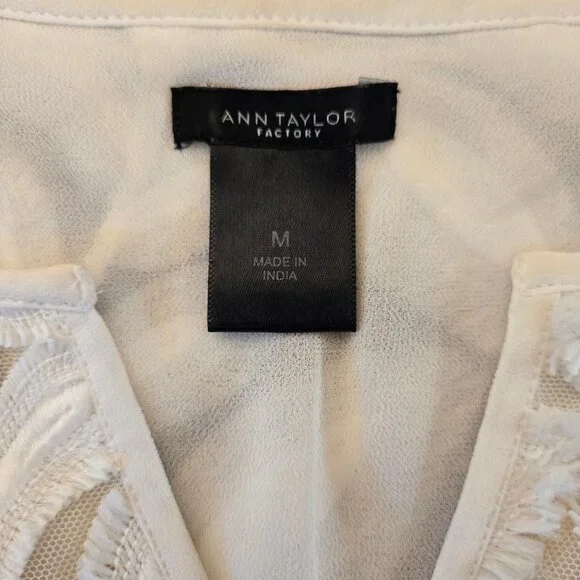 ANN TAYLOR
FACTORY
M
MADE IN
INDIA